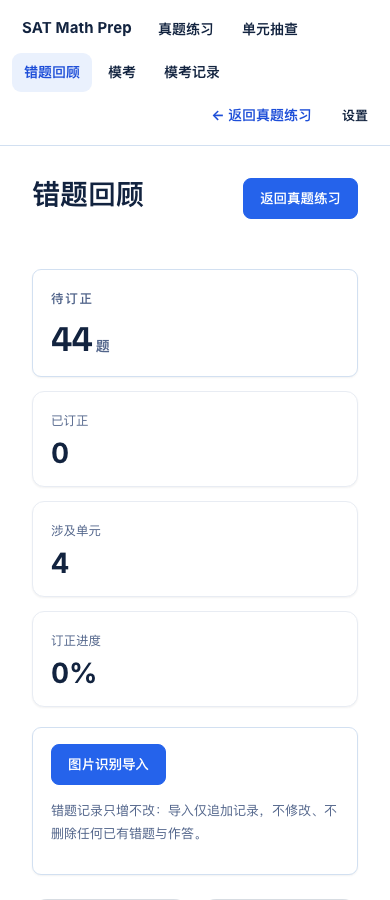 SAT Math Prep 真题练习 单元抽查
错题回顾 模考 模考记录
← 返回真题练习 设置
错题回顾 返回真题练习
待订正
44 题
已订正
0
涉及单元
4
订正进度
0%
图片识别导入
错题记录只增不改：导入仅追加记录，不修改、不
删除任何已有错题与作答。